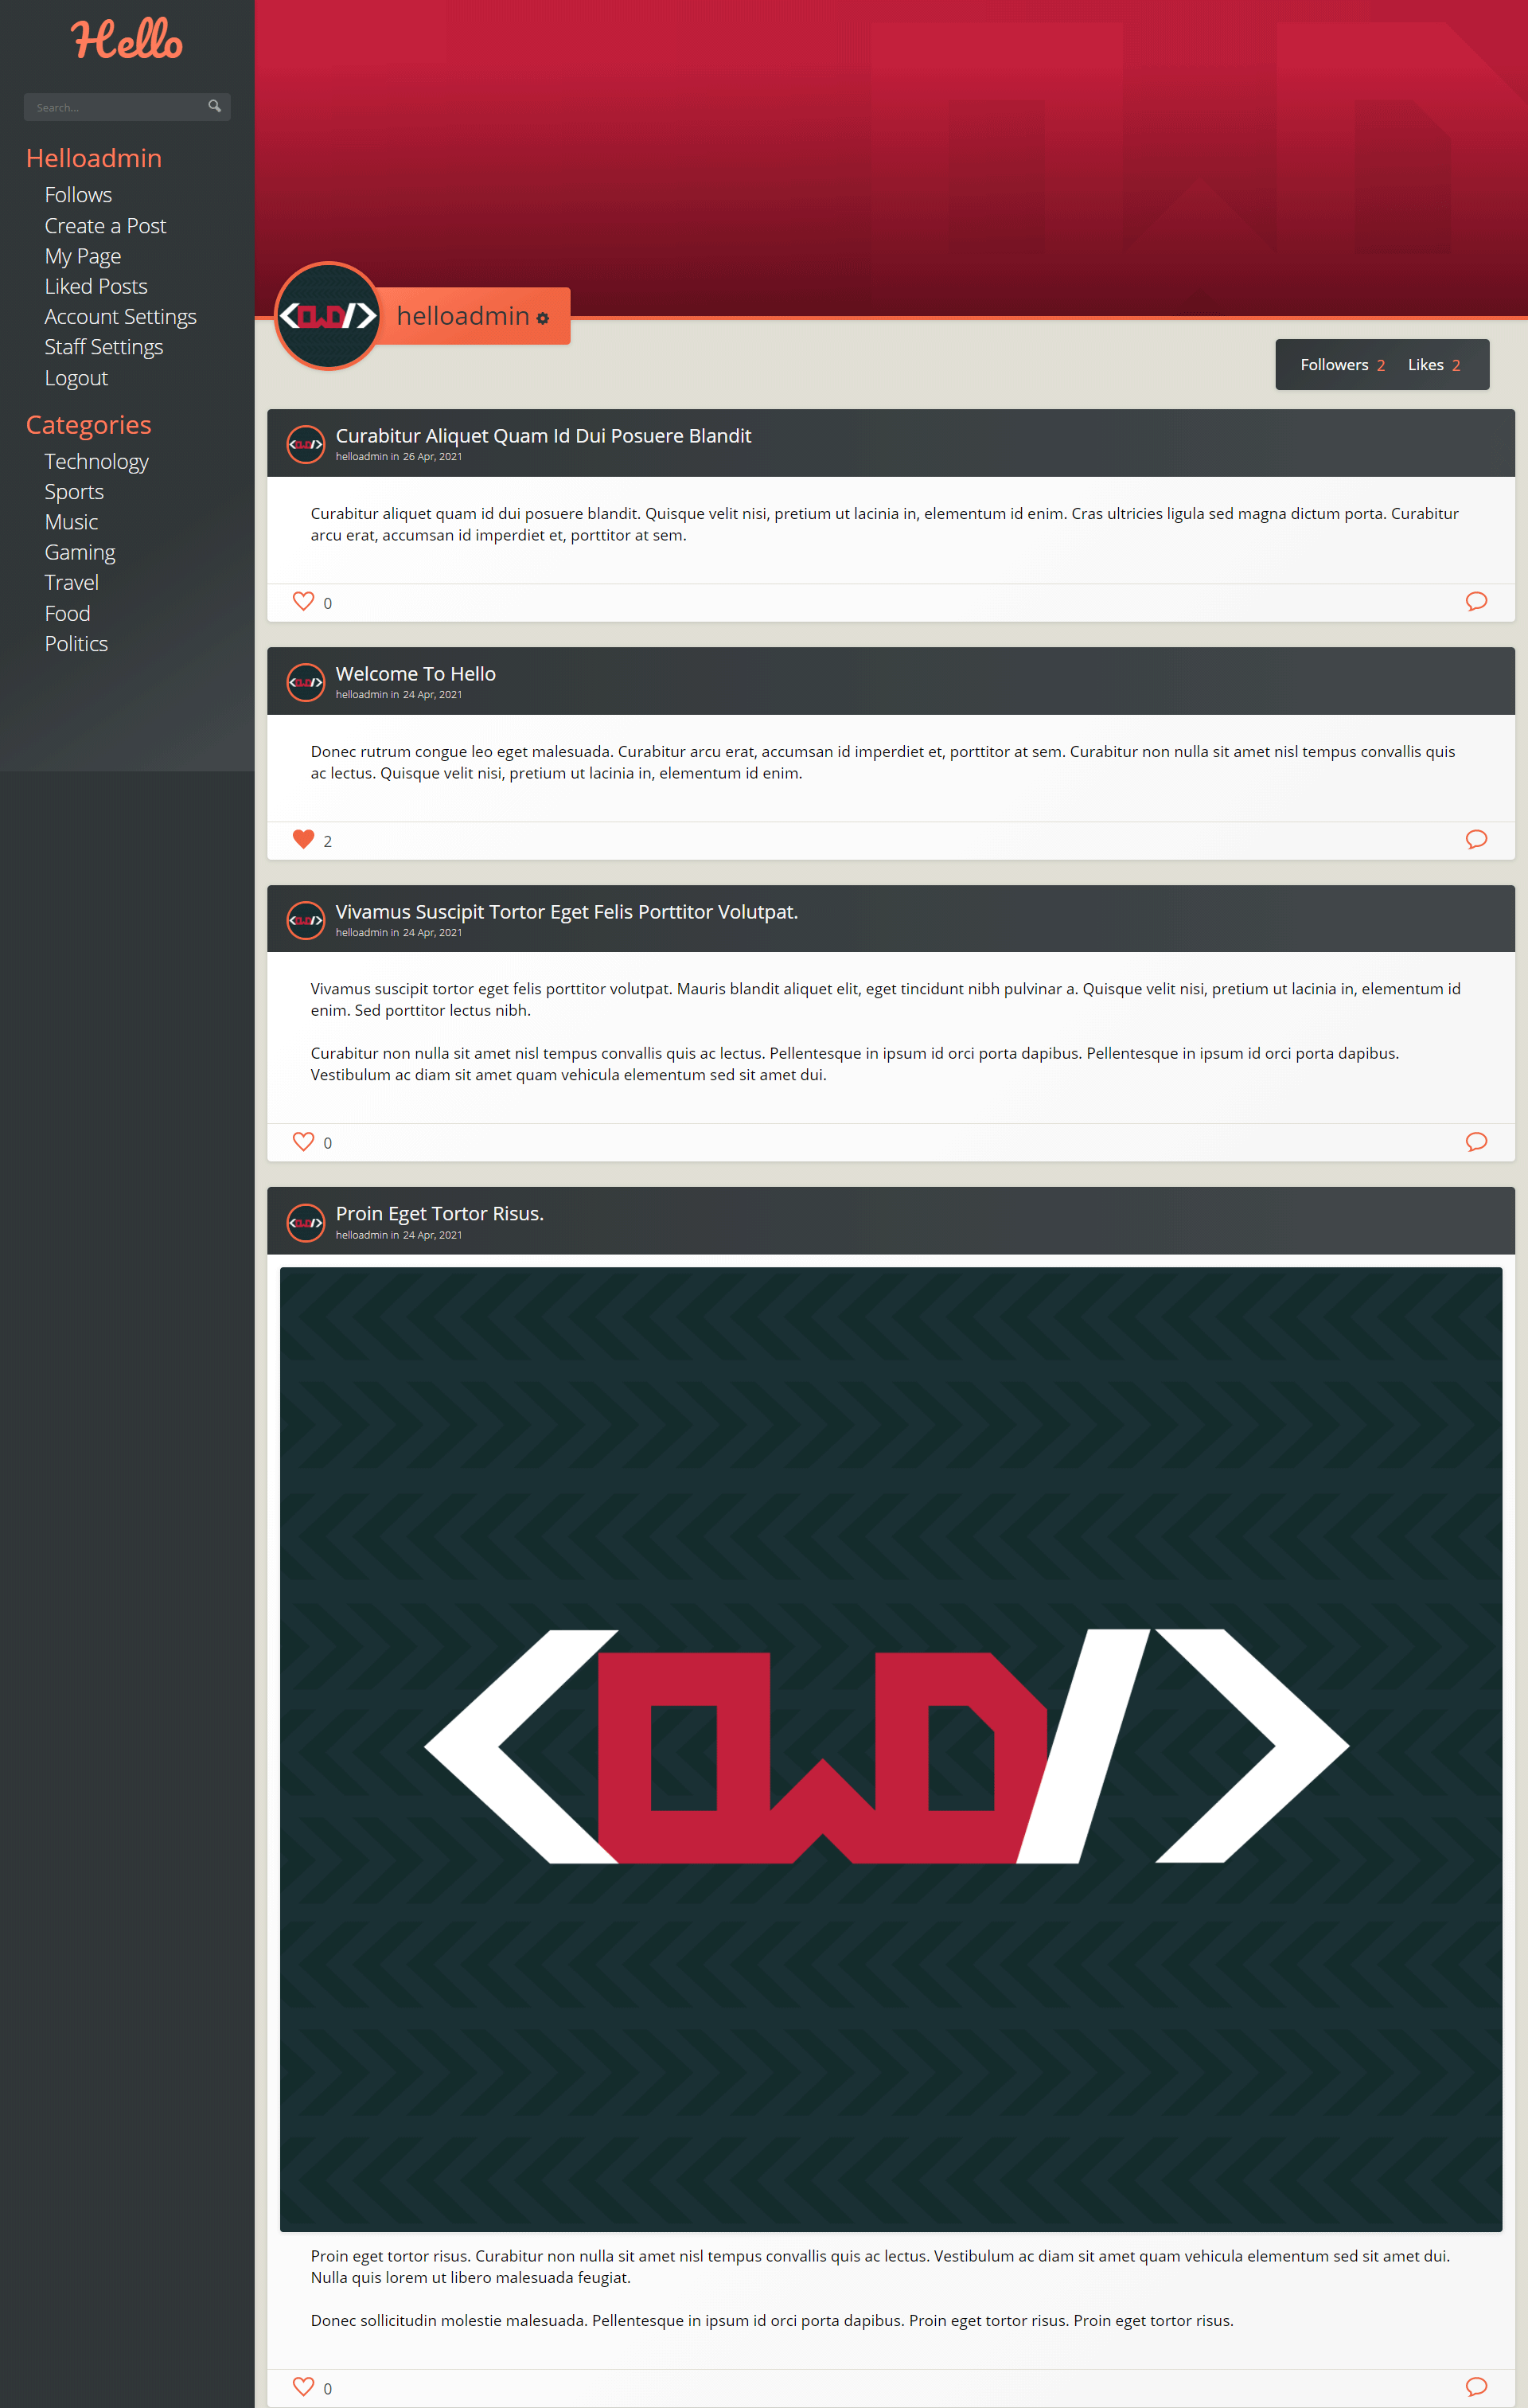 Hello
Search...
Helloadmin
Follows
Create a Post
My Page
Liked Posts
Account Settings
Staff Settings
Logout
Categories
Technology
Sports
Music
Gaming
Travel
Food
Politics
<OWD/>
helloadmin
Followers 2 Likes 2
<OWD/>
Curabitur Aliquet Quam Id Dui Posuere Blandit
helloadmin in 26 Apr, 2021
Curabitur aliquet quam id dui posuere blandit. Quisque velit nisi, pretium ut lacinia in, elementum id enim. Cras ultricies ligula sed magna dictum porta. Curabitur
arcu erat, accumsan id imperdiet et, porttitor at sem.
0
<OWD/>
Welcome To Hello
helloadmin in 24 Apr, 2021
Donec rutrum congue leo eget malesuada. Curabitur arcu erat, accumsan id imperdiet et, porttitor at sem. Curabitur non nulla sit amet nisl tempus convallis quis
ac lectus. Quisque velit nisi, pretium ut lacinia in, elementum id enim.
2
<OWD/>
Vivamus Suscipit Tortor Eget Felis Porttitor Volutpat.
helloadmin in 24 Apr, 2021
Vivamus suscipit tortor eget felis porttitor volutpat. Mauris blandit aliquet elit, eget tincidunt nibh pulvinar a. Quisque velit nisi, pretium ut lacinia in, elementum id
enim. Sed porttitor lectus nibh.
Curabitur non nulla sit amet nisl tempus convallis quis ac lectus. Pellentesque in ipsum id orci porta dapibus. Pellentesque in ipsum id orci porta dapibus.
Vestibulum ac diam sit amet quam vehicula elementum sed sit amet dui.
0
<OWD/>
Proin Eget Tortor Risus.
helloadmin in 24 Apr, 2021
<OWD/>
Proin eget tortor risus. Curabitur non nulla sit amet nisl tempus convallis quis ac lectus. Vestibulum ac diam sit amet quam vehicula elementum sed sit amet dui.
Nulla quis lorem ut libero malesuada feugiat.
Donec sollicitudin molestie malesuada. Pellentesque in ipsum id orci porta dapibus. Proin eget tortor risus. Proin eget tortor risus.
0